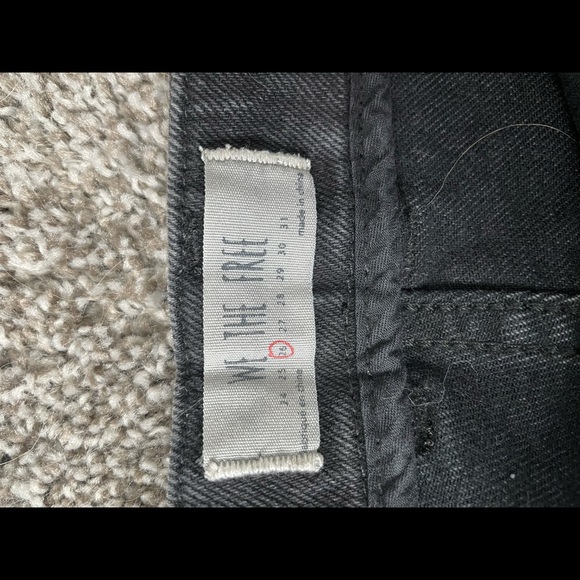 WE THE FREE
24 25 26 27 28 29 30 31
fabriqué en chine made in china